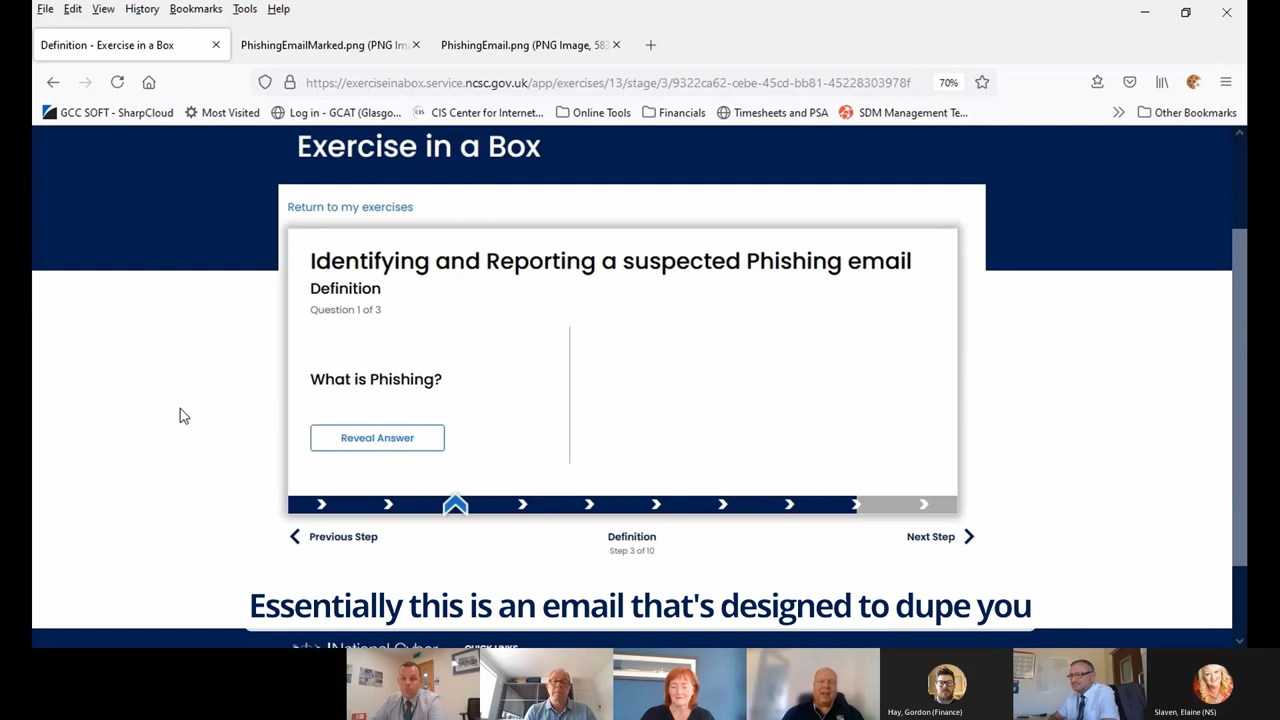 File Edit View History Bookmarks Tools Help
Definition - Exercise in a Box
PhishingEmailMarked.png (PNG Im
PhishingEmail.png (PNG Image, 583
https://exerciseinabox.service.ncsc.gov.uk/app/exercises/13/stage/3/9322ca62-cebe-45cd-bb81-45228303978f
70%
GCC SOFT - SharpCloud
Most Visited
Log in - GCAT (Glasgo...
CIS Center for Internet...
Online Tools
Financials
Timesheets and PSA
SDM Management Te...
Other Bookmarks
Exercise in a Box
Return to my exercises
Identifying and Reporting a suspected Phishing email
Definition
Question 1 of 3
What is Phishing?
Reveal Answer
Previous Step
Definition
Next Step
Step 3 of 10
Essentially this is an email that's designed to dupe you
National Cyber
QUICK LINKS
Hay, Gordon (Finance)
Slaven, Elaine (NS)